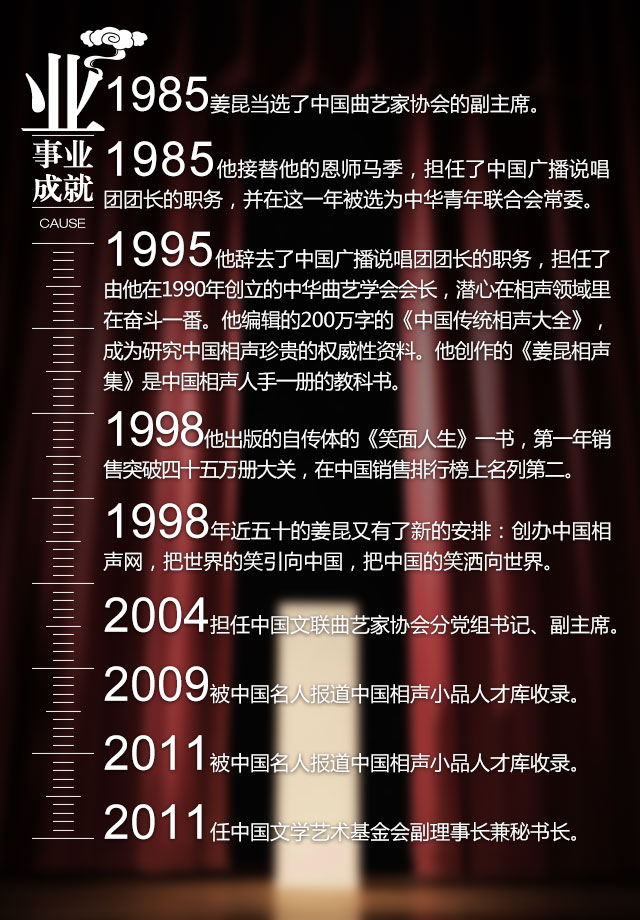 业
事业
成就
CAUSE
1985姜昆当选了中国曲艺家协会的副主席。
1985他接替他的恩师马季，担任了中国广播说唱
团团长的职务，并在这一年被选为中华青年联合会常委。
1995他辞去了中国广播说唱团团长的职务，担任了
由他在1990年创立的中华曲艺学会会长，潜心在相声领域里
在奋斗一番。他编辑的200万字的《中国传统相声大全》，
成为研究中国相声珍贵的权威性资料。他创作的《姜昆相声
集》是中国相声人手一册的教科书。
1998他出版的自传体的《笑面人生》一书，第一年销
售突破四十五万册大关，在中国销售排行榜上名列第二。
1998年近五十的姜昆又有了新的安排：创办中国相
声网，把世界的笑引向中国，把中国的笑洒向世界。
2004担任中国文联曲艺家协会分党组书记、副主席。
2009被中国名人报道中国相声小品人才库收录。
2011被中国名人报道中国相声小品人才库收录。
2011任中国文学艺术基金会副理事长兼秘书长。